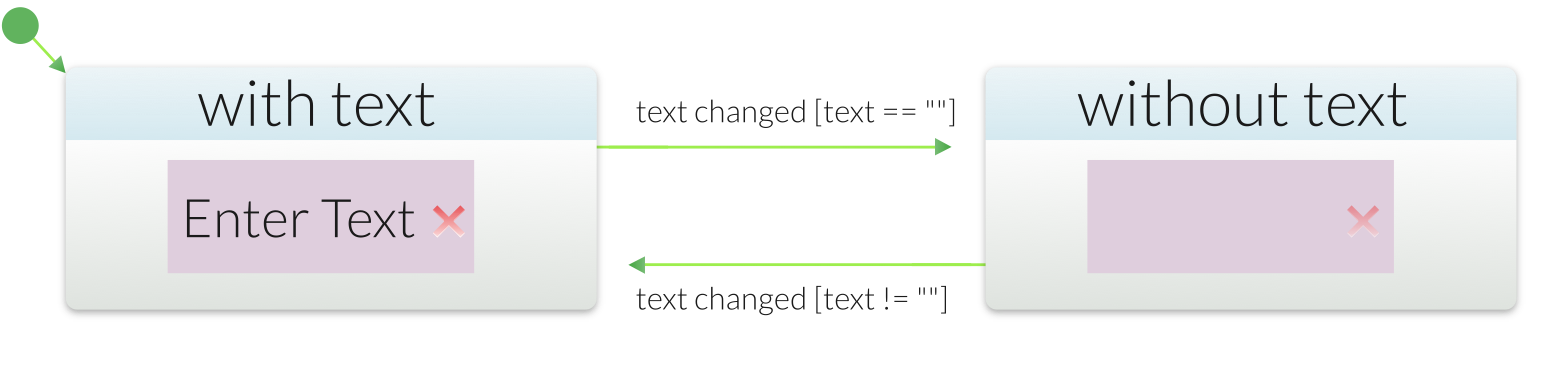 with text
Enter Text
text changed [text == ""]
without text
text changed [text != ""]